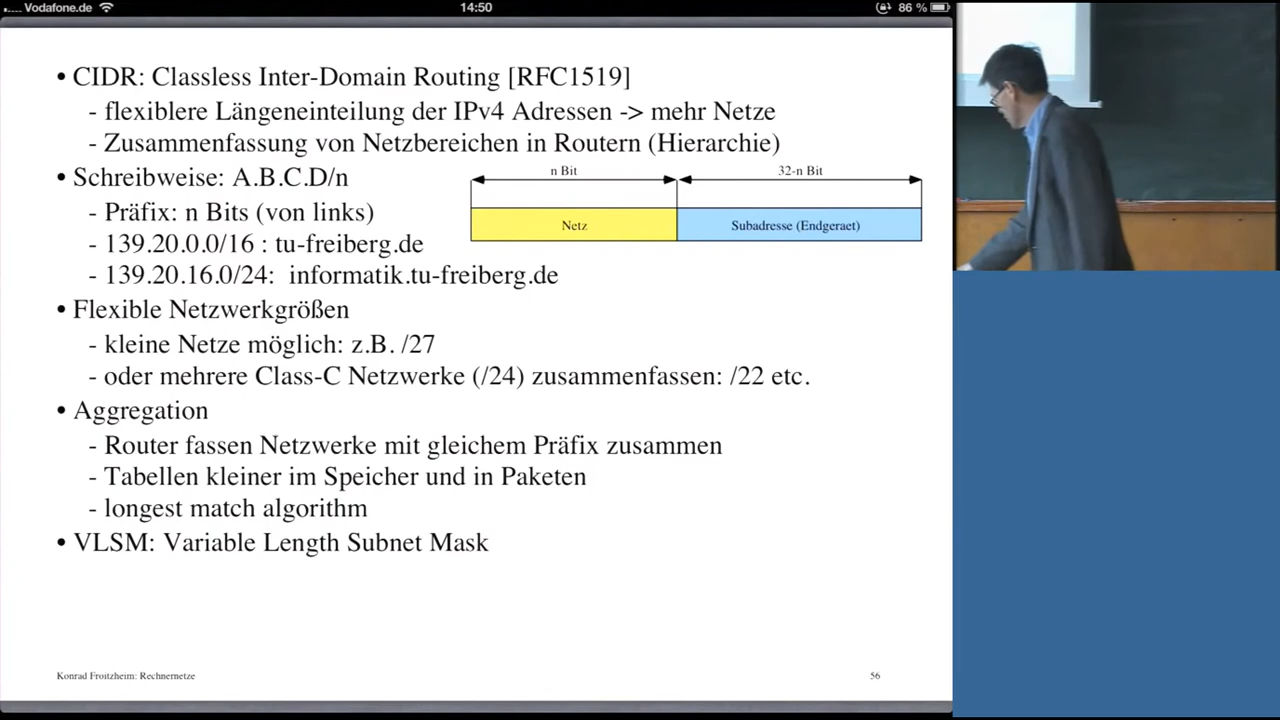 Vodafone.de 14:50 86 %
• CIDR: Classless Inter-Domain Routing [RFC1519]
- flexiblere Längeneinteilung der IPv4 Adressen -> mehr Netze
- Zusammenfassung von Netzbereichen in Routern (Hierarchie)
• Schreibweise: A.B.C.D/n
- Präfix: n Bits (von links)
- 139.20.0.0/16 : tu-freiberg.de
- 139.20.16.0/24: informatik.tu-freiberg.de
n Bit 32-n Bit
Netz Subadresse (Endgeraet)
• Flexible Netzwerkgrößen
- kleine Netze möglich: z.B. /27
- oder mehrere Class-C Netzwerke (/24) zusammenfassen: /22 etc.
• Aggregation
- Router fassen Netzwerke mit gleichem Präfix zusammen
- Tabellen kleiner im Speicher und in Paketen
- longest match algorithm
• VLSM: Variable Length Subnet Mask
Konrad Froitzheim: Rechnernetze 56